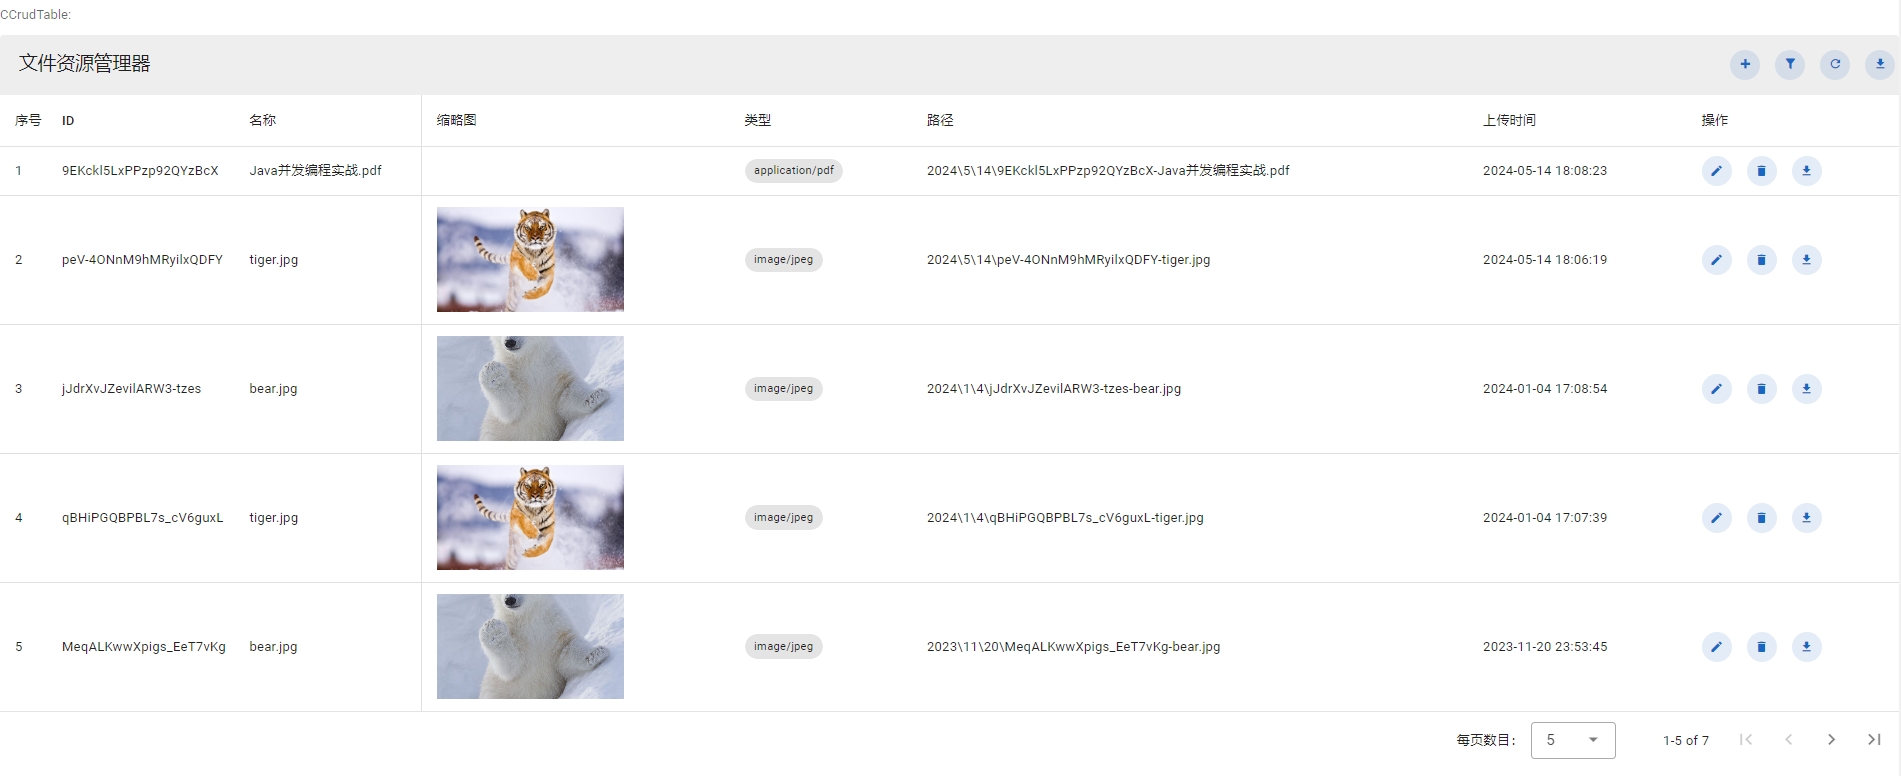 CCrudTable:
文件资源管理器
序号 ID 名称 缩略图 类型 路径 上传时间 操作
1 9EKckl5LxPPzp92QYzBcX Java并发编程实战.pdf application/pdf 2024\5\14\9EKckl5LxPPzp92QYzBcX-Java并发编程实战.pdf 2024-05-14 18:08:23
2 peV-4ONnM9hMRyilxQDFY tiger.jpg image/jpeg 2024\5\14\peV-4ONnM9hMRyilxQDFY-tiger.jpg 2024-05-14 18:06:19
3 jJdrXvJZevilARW3-tzes bear.jpg image/jpeg 2024\1\4\jJdrXvJZevilARW3-tzes-bear.jpg 2024-01-04 17:08:54
4 qBHiPGQBPBL7s_cV6guxL tiger.jpg image/jpeg 2024\1\4\qBHiPGQBPBL7s_cV6guxL-tiger.jpg 2024-01-04 17:07:39
5 MeqALKwwXpigs_EeT7vKg bear.jpg image/jpeg 2023\11\20\MeqALKwwXpigs_EeT7vKg-bear.jpg 2023-11-20 23:53:45
每页数目: 5 1-5 of 7